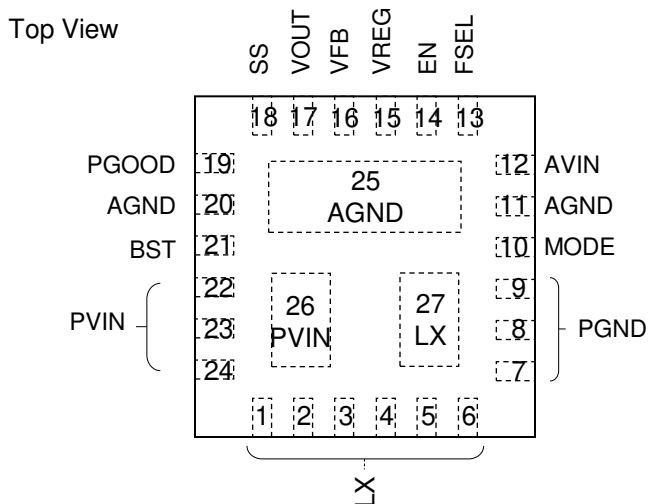 Top View
SS
VOUT
VFB
VREG
EN
FSEL
18
17
16
15
14
13
PGOOD
19
12
AVIN
AGND
20
25
AGND
11
AGND
BST
21
10
MODE
PVIN
22
23
24
26
PVIN
27
LX
9
8
7
PGND
1
2
3
4
5
6
LX